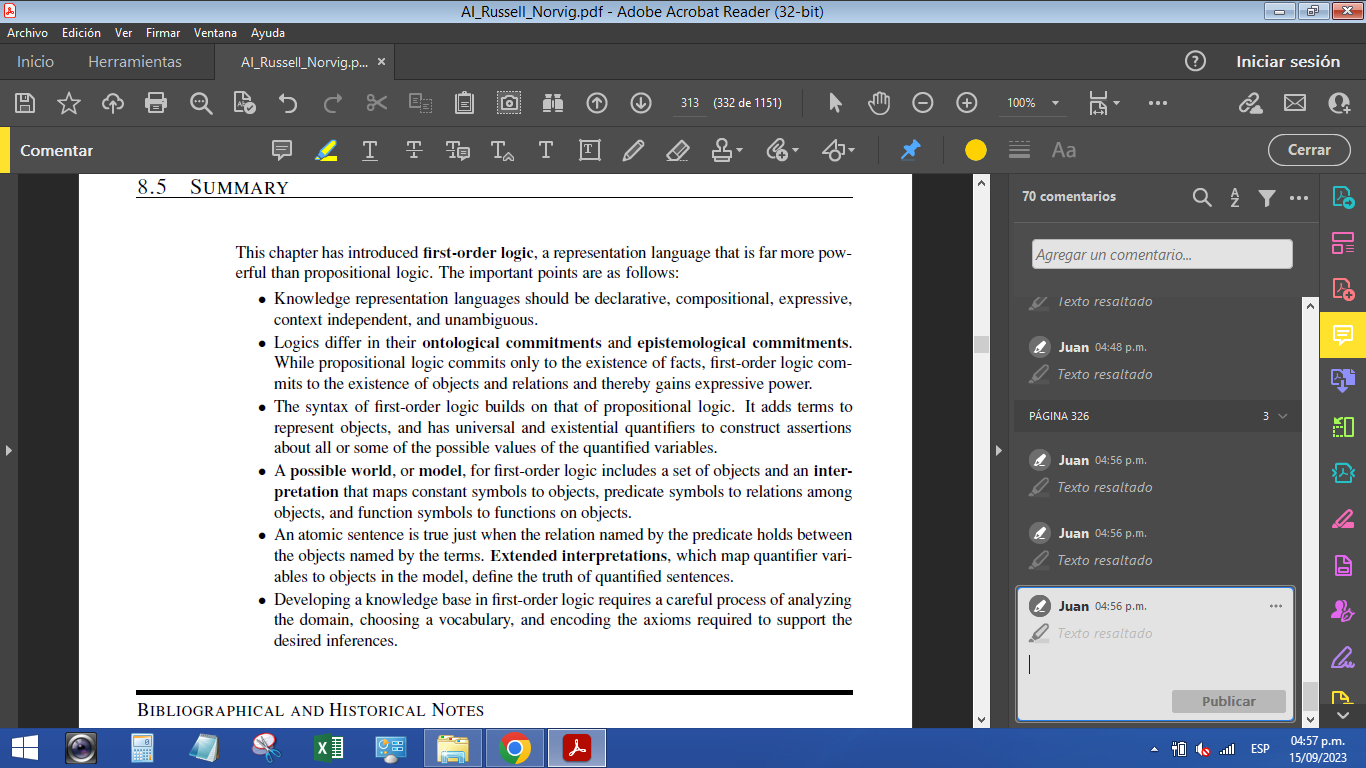 AI_Russell_Norvig.pdf - Adobe Acrobat Reader (32-bit)
Archivo Edición Ver Firmar Ventana Ayuda
Inicio Herramientas AI_Russell_Norvig.p... × Iniciar sesión
313 (332 de 1151) 100%
Comentar Aa Cerrar
8.5 SUMMARY
This chapter has introduced first-order logic, a representation language that is far more pow-
erful than propositional logic. The important points are as follows:
• Knowledge representation languages should be declarative, compositional, expressive,
context independent, and unambiguous.
• Logics differ in their ontological commitments and epistemological commitments.
While propositional logic commits only to the existence of facts, first-order logic com-
mits to the existence of objects and relations and thereby gains expressive power.
• The syntax of first-order logic builds on that of propositional logic. It adds terms to
represent objects, and has universal and existential quantifiers to construct assertions
about all or some of the possible values of the quantified variables.
• A possible world, or model, for first-order logic includes a set of objects and an inter-
pretation that maps constant symbols to objects, predicate symbols to relations among
objects, and function symbols to functions on objects.
• An atomic sentence is true just when the relation named by the predicate holds between
the objects named by the terms. Extended interpretations, which map quantifier vari-
ables to objects in the model, define the truth of quantified sentences.
• Developing a knowledge base in first-order logic requires a careful process of analyzing
the domain, choosing a vocabulary, and encoding the axioms required to support the
desired inferences.
BIBLIOGRAPHICAL AND HISTORICAL NOTES
70 comentarios
Agregar un comentario...
Texto resaltado
Juan 04:48 p.m.
Texto resaltado
PÁGINA 326 3
Juan 04:56 p.m.
Texto resaltado
Juan 04:56 p.m.
Texto resaltado
Juan 04:56 p.m.
Texto resaltado
Publicar
ESP
04:57 p.m.
15/09/2023